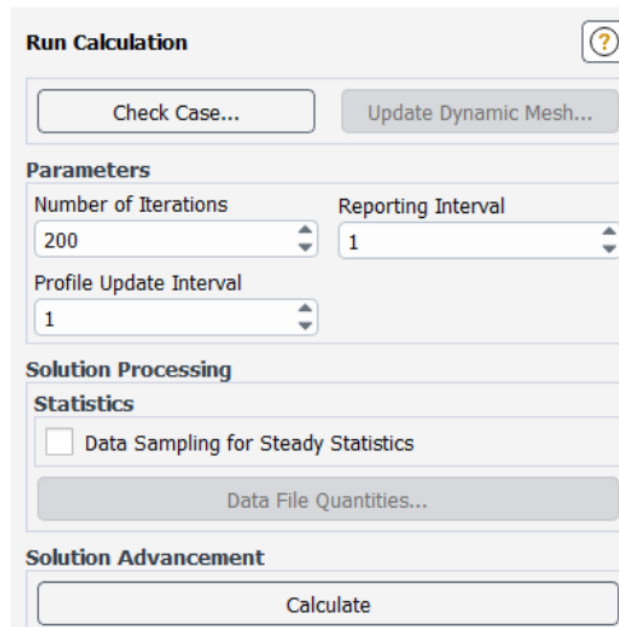 Run Calculation
?
Check Case... Update Dynamic Mesh...
Parameters
Number of Iterations Reporting Interval
200 1
Profile Update Interval
1
Solution Processing
Statistics
Data Sampling for Steady Statistics
Data File Quantities...
Solution Advancement
Calculate